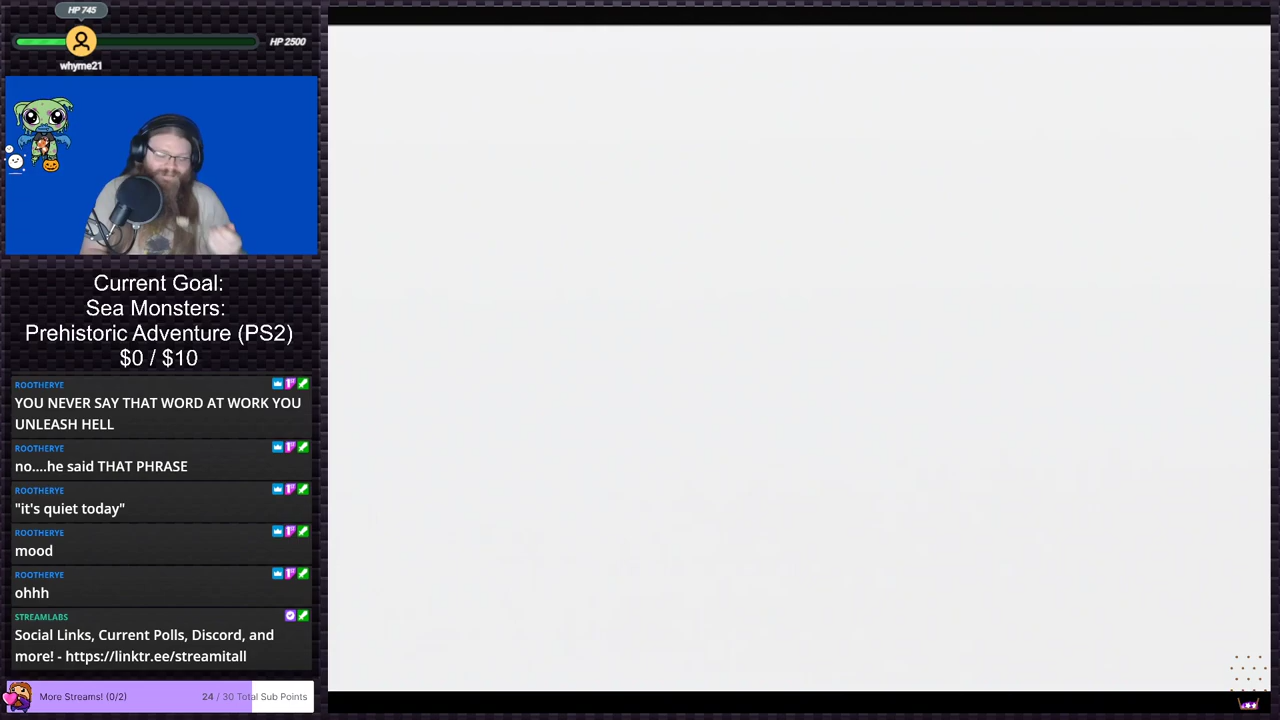 HP 745
HP 2500
whyme21
Current Goal:
Sea Monsters:
Prehistoric Adventure (PS2)
$0 / $10
ROOTHERYE
YOU NEVER SAY THAT WORD AT WORK YOU
UNLEASH HELL
ROOTHERYE
no....he said THAT PHRASE
ROOTHERYE
"it's quiet today"
ROOTHERYE
mood
ROOTHERYE
ohhh
STREAMLABS
Social Links, Current Polls, Discord, and
more! - https://linktr.ee/streamitall
More Streams! (0/2) 24 / 30 Total Sub Points